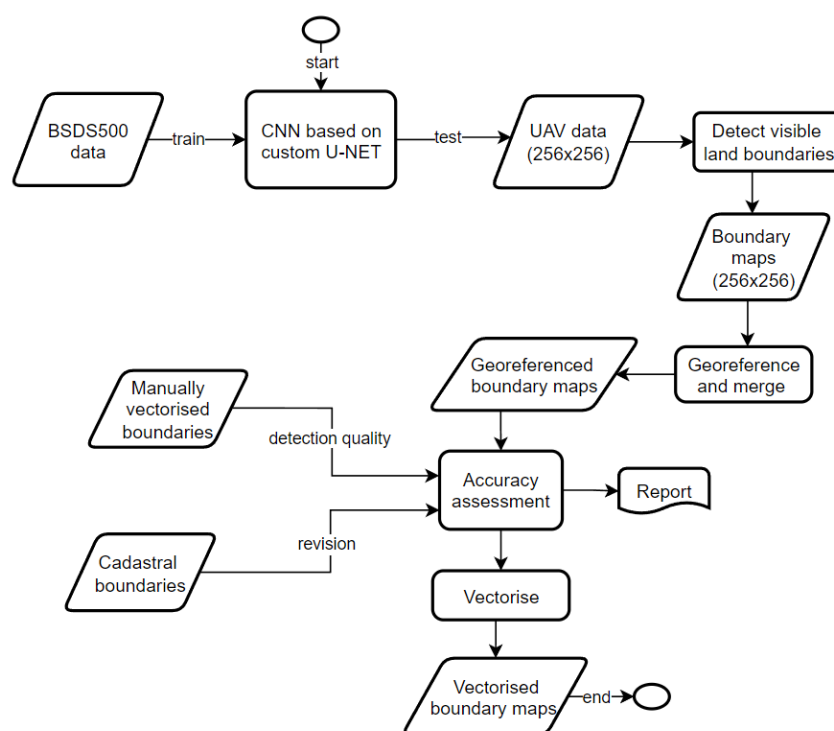 start
BSDS500
data
train
CNN based on
custom U-NET
test
UAV data
(256x256)
Detect visible
land boundaries
Boundary
maps
(256x256)
Georeference
and merge
Georeferenced
boundary maps
Manually
vectorised
boundaries
detection quality
Accuracy
assessment
Report
revision
Cadastral
boundaries
Vectorise
Vectorised
boundary maps
end